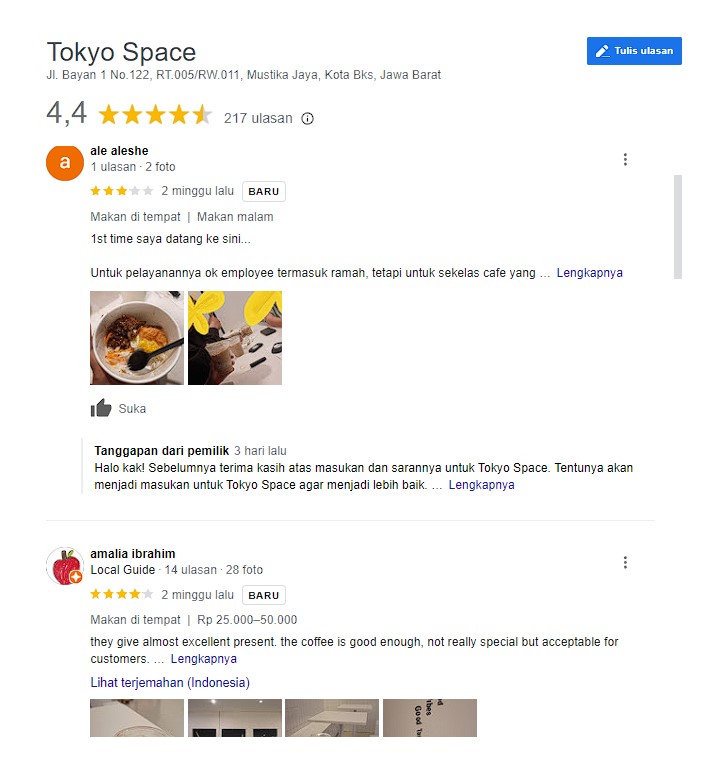 Tokyo Space
Tulis ulasan
Jl. Bayan 1 No.122, RT.005/RW.011, Mustika Jaya, Kota Bks, Jawa Barat
4,4 217 ulasan
a
ale aleshe
1 ulasan · 2 foto
2 minggu lalu BARU
Makan di tempat | Makan malam
1st time saya datang ke sini...
Untuk pelayanannya ok employee termasuk ramah, tetapi untuk sekelas cafe yang … Lengkapnya
Suka
Tanggapan dari pemilik 3 hari lalu
Halo kak! Sebelumnya terima kasih atas masukan dan sarannya untuk Tokyo Space. Tentunya akan
menjadi masukan untuk Tokyo Space agar menjadi lebih baik. … Lengkapnya
amalia ibrahim
Local Guide · 14 ulasan · 28 foto
2 minggu lalu BARU
Makan di tempat | Rp 25.000–50.000
they give almost excellent present. the coffee is good enough, not really special but acceptable for
customers. … Lengkapnya
Lihat terjemahan (Indonesia)
Good